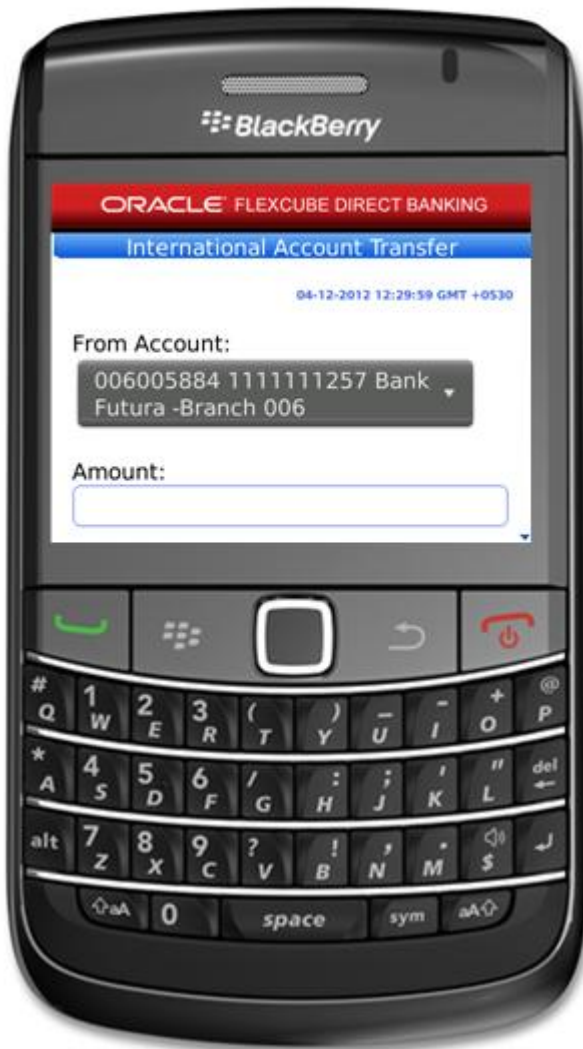 BlackBerry
ORACLE FLEXCUBE DIRECT BANKING
International Account Transfer
04-12-2012 12:29:59 GMT +0530
From Account:
006005884 1111111257 Bank
Futura -Branch 006
Amount:
# Q 1 W 2 E 3 R ( T ) Y _ U - I + O @ P
* A 4 S 5 D 6 F / G : H ; J ' K " L del
alt 7 Z 8 X 9 C ? V ! B , N . M $
aA 0 space sym aA